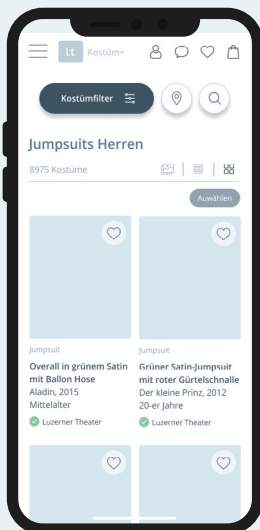 lt Kostüm+
Kostümfilter
Jumpsuits Herren
8975 Kostüme
Auwählen
Jumpsuit
Overall in grünem Satin
mit Ballon Hose
Aladin, 2015
Mittelalter
Luzerner Theater
Jumpsuit
Grüner Satin-Jumpsuit
mit roter Gürtelschnalle
Der kleine Prinz, 2012
20-er Jahre
Luzerner Theater